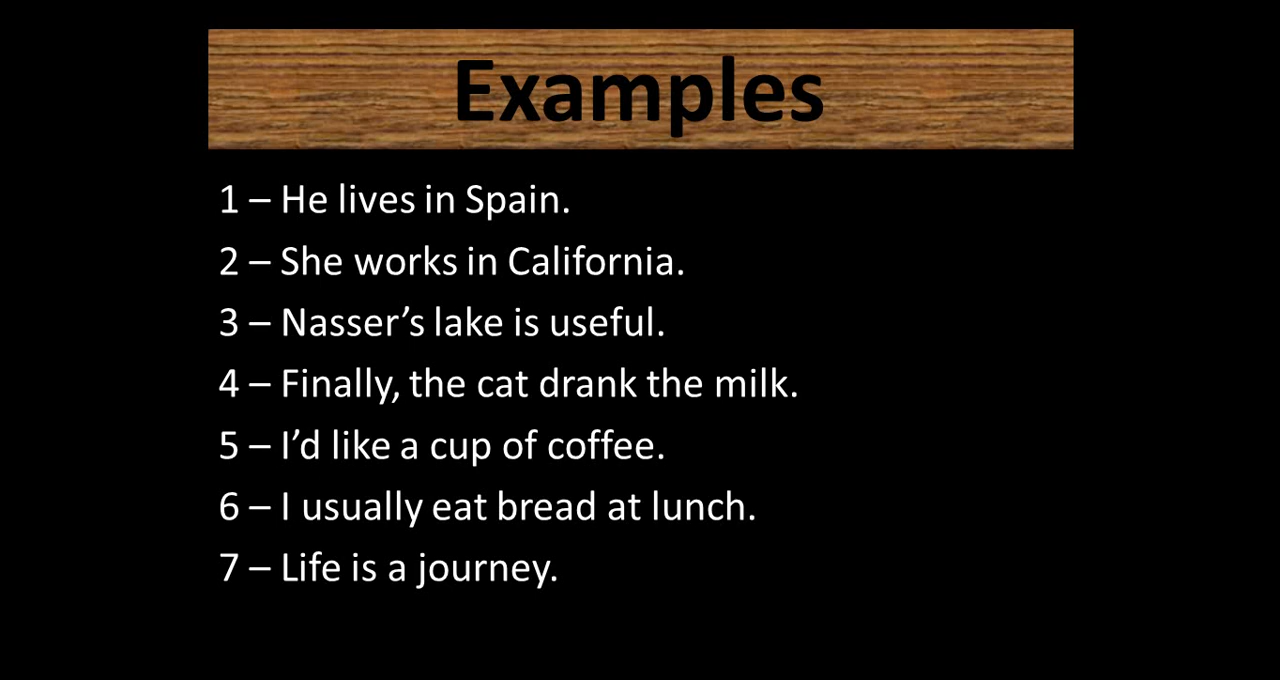 Examples
1 – He lives in Spain.
2 – She works in California.
3 – Nasser’s lake is useful.
4 – Finally, the cat drank the milk.
5 – I’d like a cup of coffee.
6 – I usually eat bread at lunch.
7 – Life is a journey.